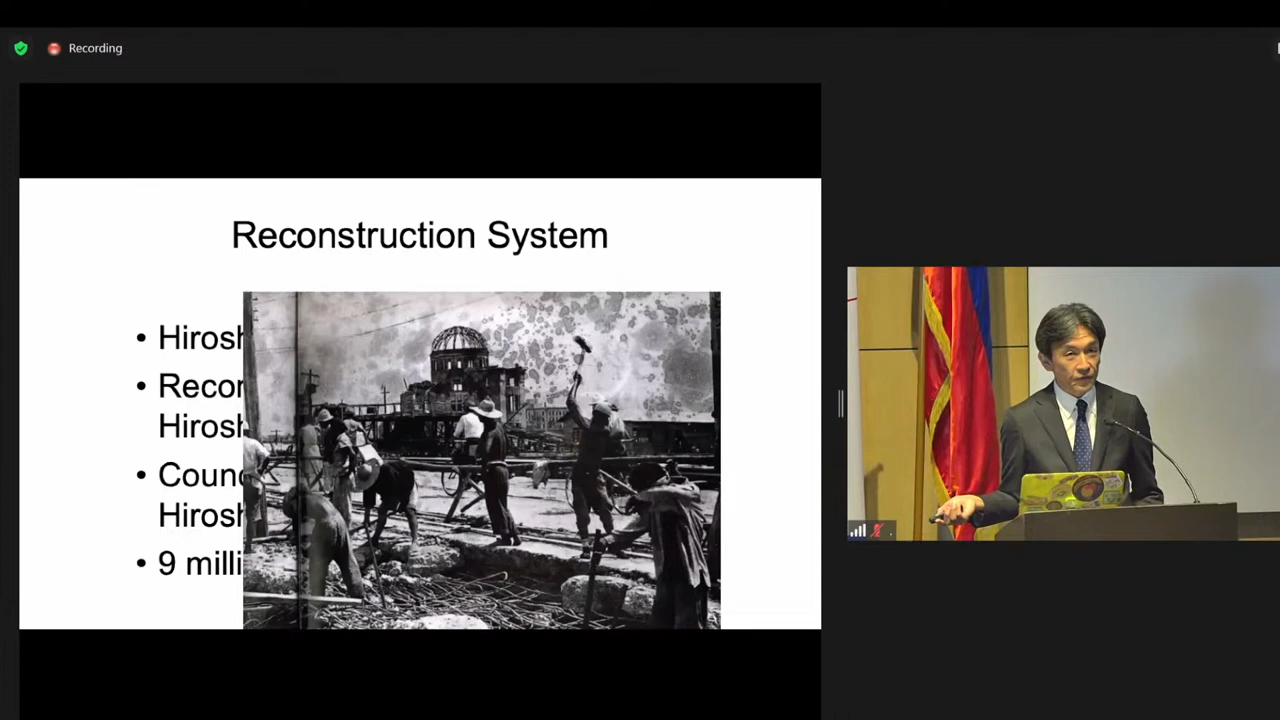 Recording
Reconstruction System
• Hirosh
• Recor
Hirosh
• Counc
Hirosh
• 9 milli